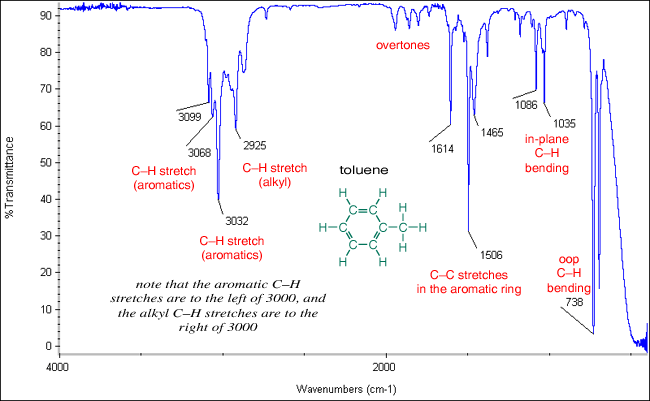 90
80
70
60
50
40
30
20
10
0
%Transmittance
4000
2000
Wavenumbers (cm-1)
3099
3068
C–H stretch
(aromatics)
3032
C–H stretch
(aromatics)
2925
C–H stretch
(alkyl)
note that the aromatic C–H
stretches are to the left of 3000, and
the alkyl C–H stretches are to the
right of 3000
overtones
toluene
H
H
H
H
H
C
H
H
H
1614
1465
1506
C–C stretches
in the aromatic ring
1086
1035
in-plane
C–H
bending
oop
C–H
bending
738